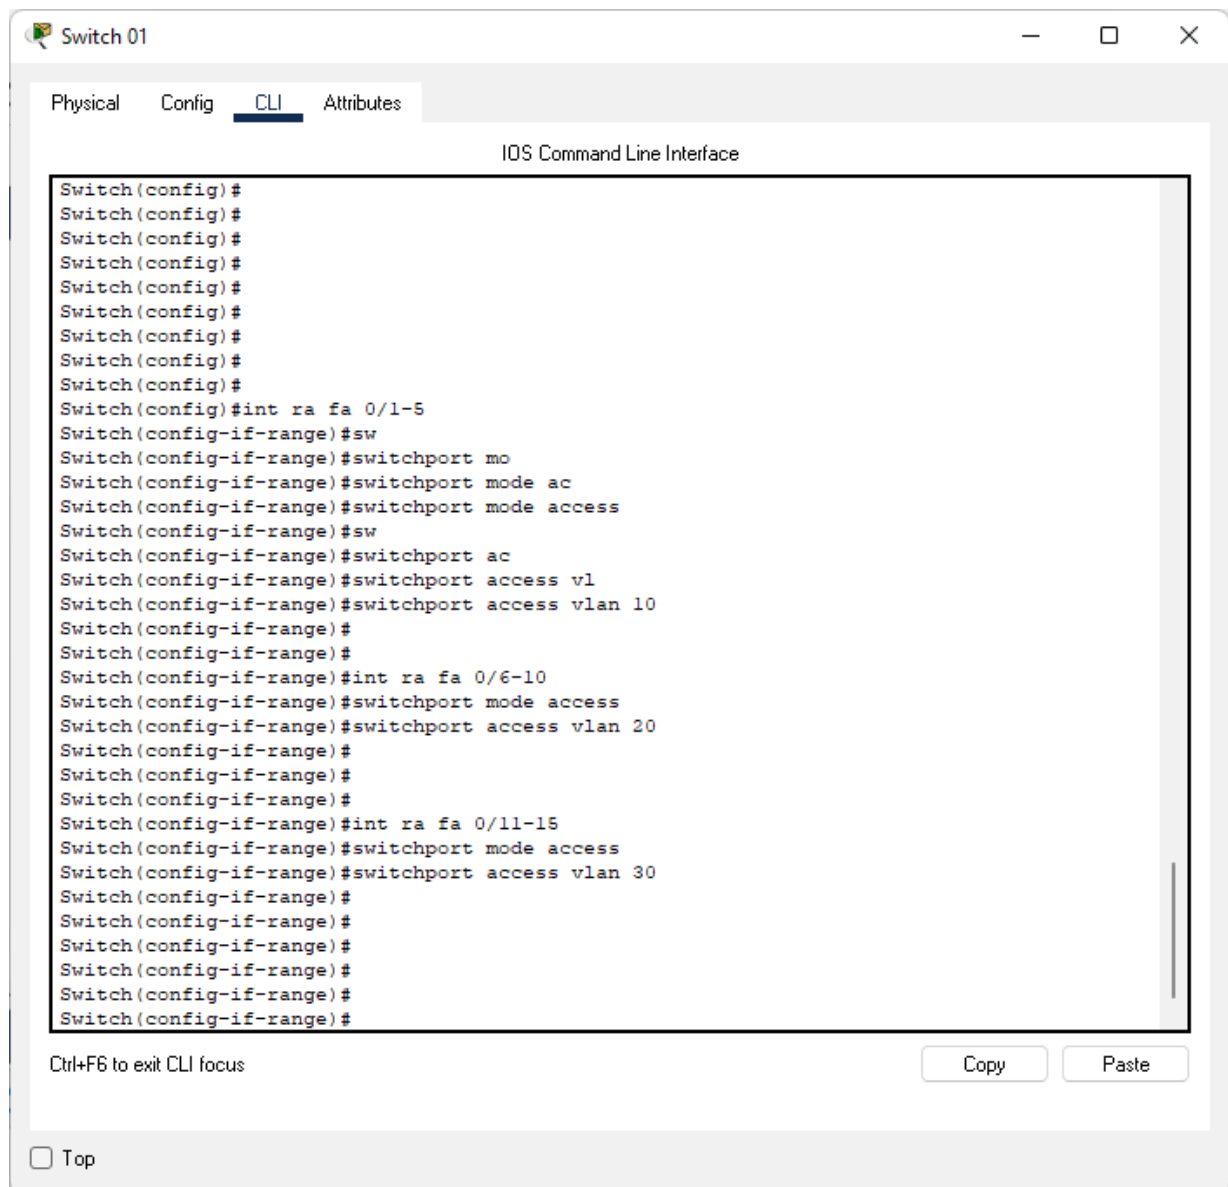 Switch 01
Physical Config CLI Attributes
IOS Command Line Interface
Switch(config)#
Switch(config)#
Switch(config)#
Switch(config)#
Switch(config)#
Switch(config)#
Switch(config)#
Switch(config)#
Switch(config)#
Switch(config)#int ra fa 0/1-5
Switch(config-if-range)#sw
Switch(config-if-range)#switchport mo
Switch(config-if-range)#switchport mode ac
Switch(config-if-range)#switchport mode access
Switch(config-if-range)#sw
Switch(config-if-range)#switchport ac
Switch(config-if-range)#switchport access vl
Switch(config-if-range)#switchport access vlan 10
Switch(config-if-range)#
Switch(config-if-range)#
Switch(config-if-range)#int ra fa 0/6-10
Switch(config-if-range)#switchport mode access
Switch(config-if-range)#switchport access vlan 20
Switch(config-if-range)#
Switch(config-if-range)#
Switch(config-if-range)#
Switch(config-if-range)#int ra fa 0/11-15
Switch(config-if-range)#switchport mode access
Switch(config-if-range)#switchport access vlan 30
Switch(config-if-range)#
Switch(config-if-range)#
Switch(config-if-range)#
Switch(config-if-range)#
Switch(config-if-range)#
Switch(config-if-range)#
Ctrl+F6 to exit CLI focus Copy Paste
Top